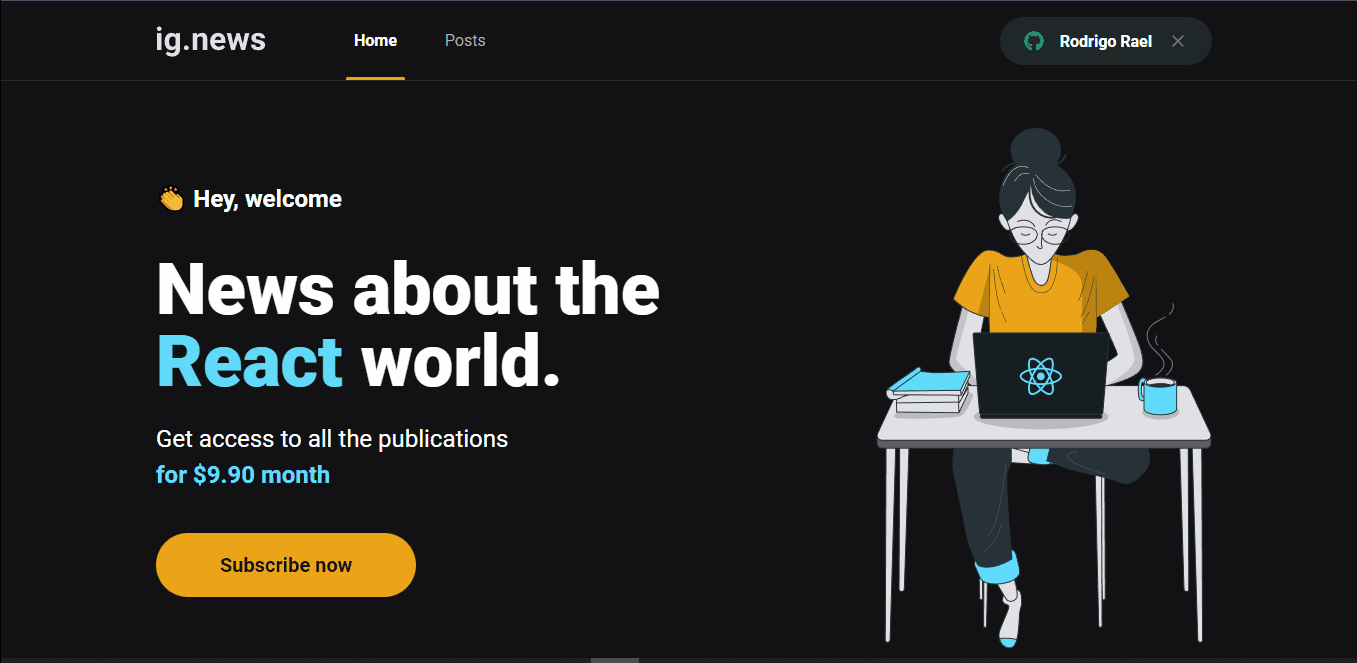 ig.news
Home
Posts
Rodrigo Rael
👏 Hey, welcome
News about the
React world.
Get access to all the publications
for $9.90 month
Subscribe now